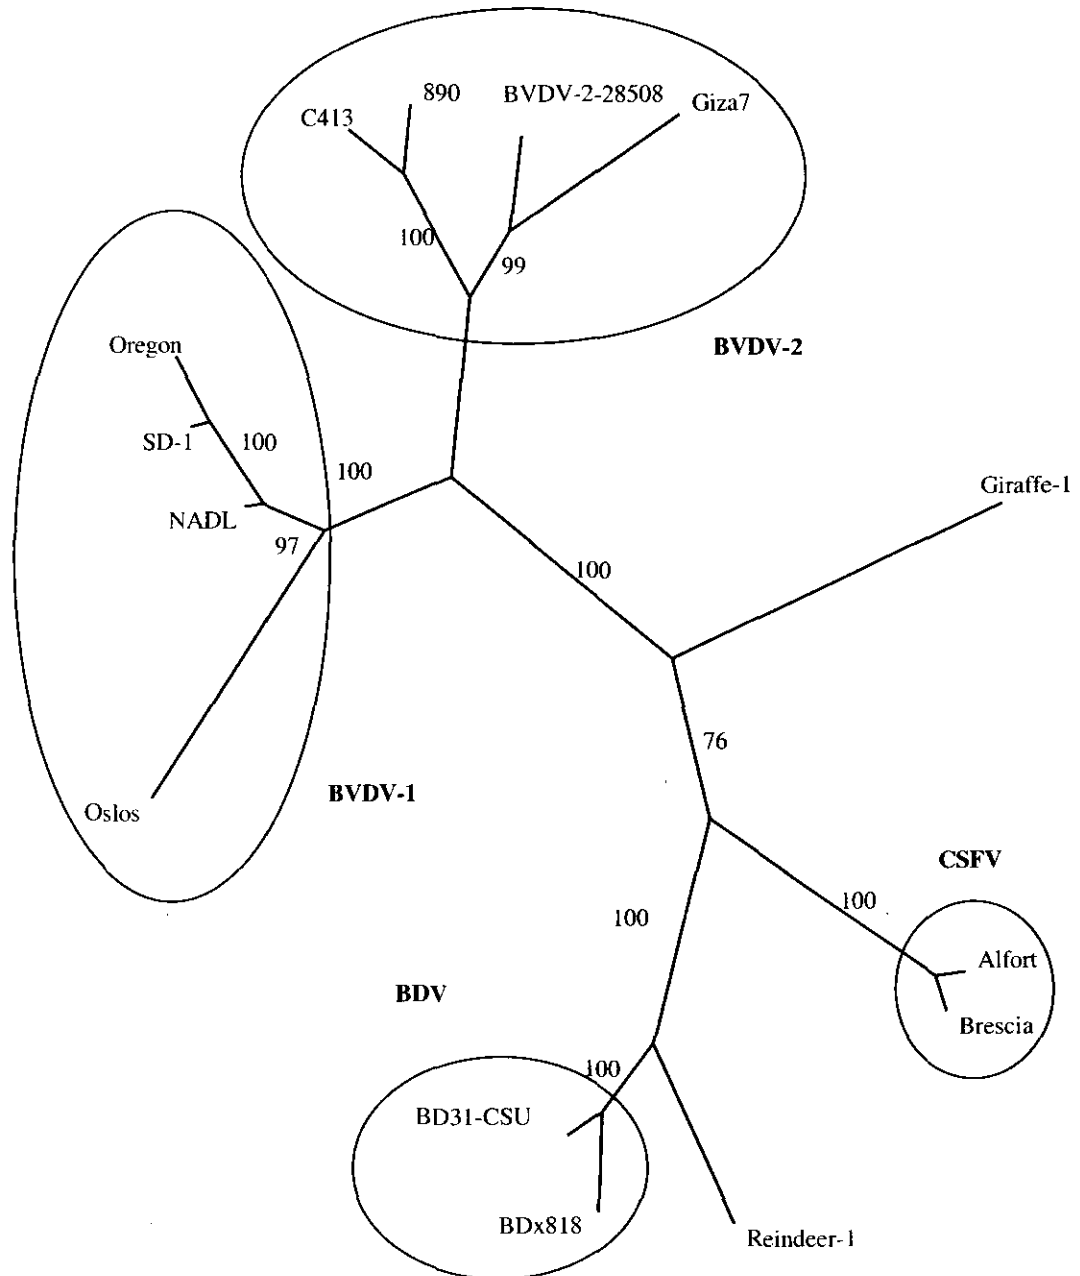 890
BVDV-2-28508
Giza7
C413
100
99
Oregon
BVDV-2
SD-1
100
100
Giraffe-1
NADL
97
100
76
BVDV-1
Oslos
CSFV
100
100
Alfort
BDV
Brescia
100
BD31-CSU
BDx818
Reindeer-1